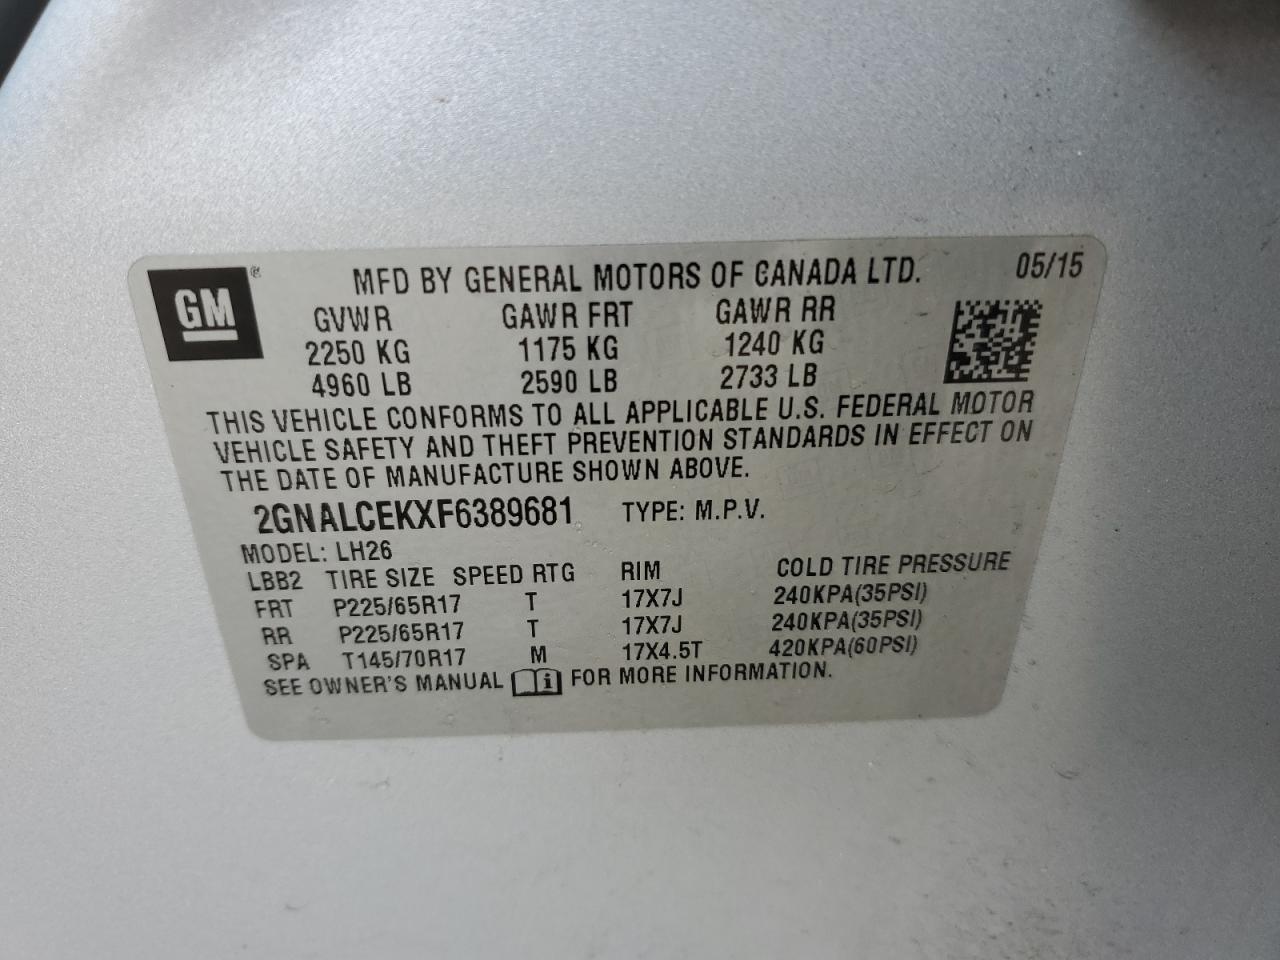 GM ®
MFD BY GENERAL MOTORS OF CANADA LTD. 05/15
GVWR GAWR FRT GAWR RR
2250 KG 1175 KG 1240 KG
4960 LB 2590 LB 2733 LB
THIS VEHICLE CONFORMS TO ALL APPLICABLE U.S. FEDERAL MOTOR
VEHICLE SAFETY AND THEFT PREVENTION STANDARDS IN EFFECT ON
THE DATE OF MANUFACTURE SHOWN ABOVE.
2GNALCEKXF6389681 TYPE: M.P.V.
MODEL: LH26
LBB2 TIRE SIZE SPEED RTG RIM COLD TIRE PRESSURE
FRT P225/65R17 T 17X7J 240KPA(35PSI)
RR P225/65R17 T 17X7J 240KPA(35PSI)
SPA T145/70R17 M 17X4.5T 420KPA(60PSI)
SEE OWNER'S MANUAL i FOR MORE INFORMATION.